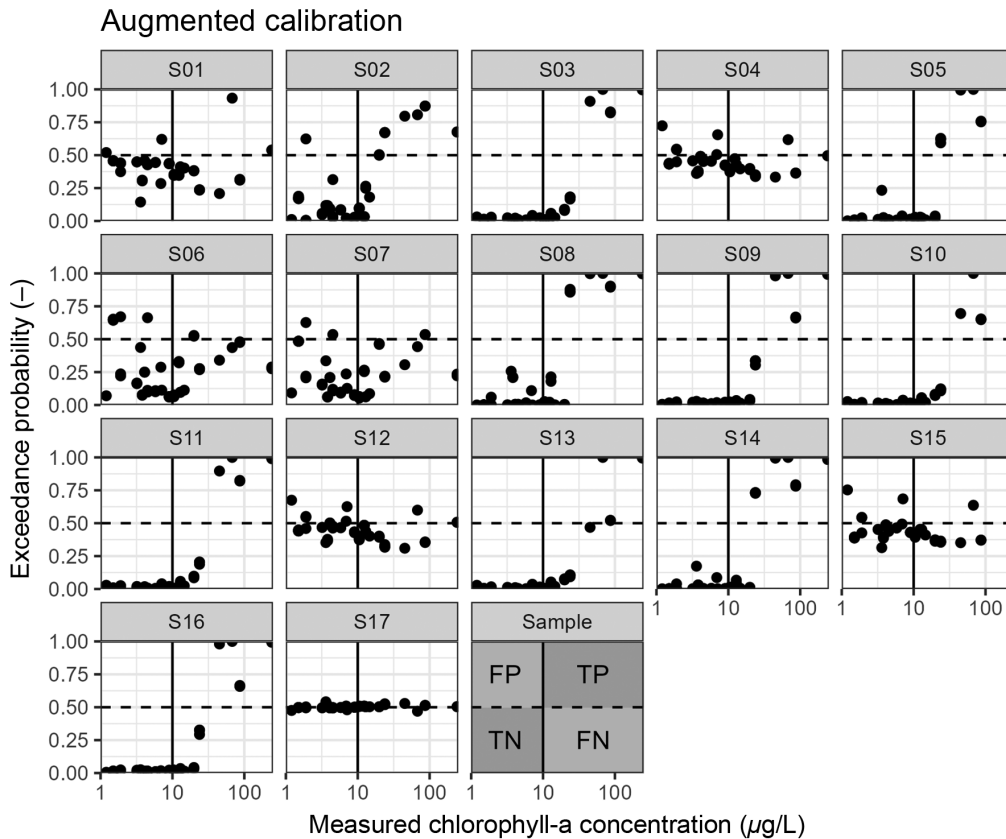 Augmented calibration
S01 S02 S03 S04 S05
1.00
0.75
0.50
0.25
0.00
S06 S07 S08 S09 S10
1.00
0.75
0.50
0.25
0.00
S11 S12 S13 S14 S15
1.00
0.75
0.50
0.25
0.00
1 10 100 1 10 100
S16 S17 Sample
1.00
0.75
0.50
0.25
0.00
FP TP
TN FN
1 10 100 1 10 100 1 10 100
Exceedance probability (−)
Measured chlorophyll-a concentration (µg/L)